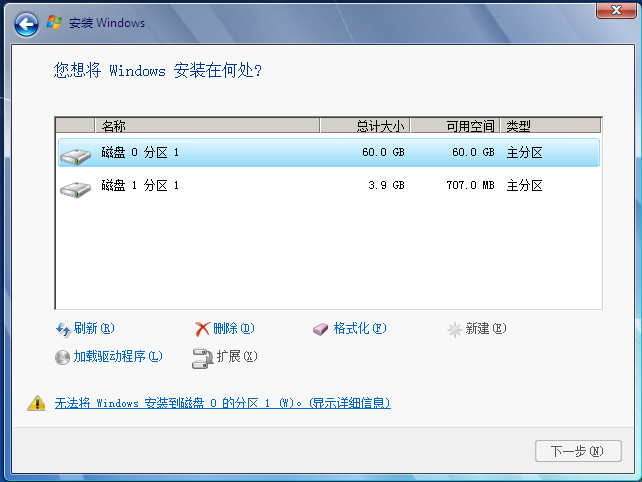 安装 Windows
您想将 Windows 安装在何处?
名称 总计大小 可用空间 类型
磁盘 0 分区 1 60.0 GB 60.0 GB 主分区
磁盘 1 分区 1 3.9 GB 707.0 MB 主分区
刷新(R) 删除(D) 格式化(F) 新建(E)
加载驱动程序(L) 扩展(X)
无法将 Windows 安装到磁盘 0 的分区 1 (W)。(显示详细信息)
下一步(N)